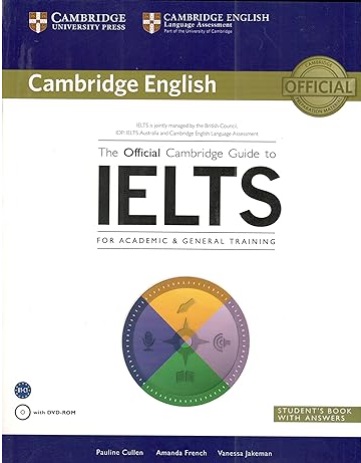 CAMBRIDGE
UNIVERSITY PRESS
CAMBRIDGE ENGLISH
Language Assessment
Part of the University of Cambridge
Cambridge English
OFFICIAL
IELTS is jointly managed by the British Council,
IDP: IELTS Australia and Cambridge English Language Assessment
The Official Cambridge Guide to
IELTS
FOR ACADEMIC & GENERAL TRAINING
with DVD-ROM
STUDENT'S BOOK
WITH ANSWERS
Pauline Cullen Amanda French Vanessa Jakeman